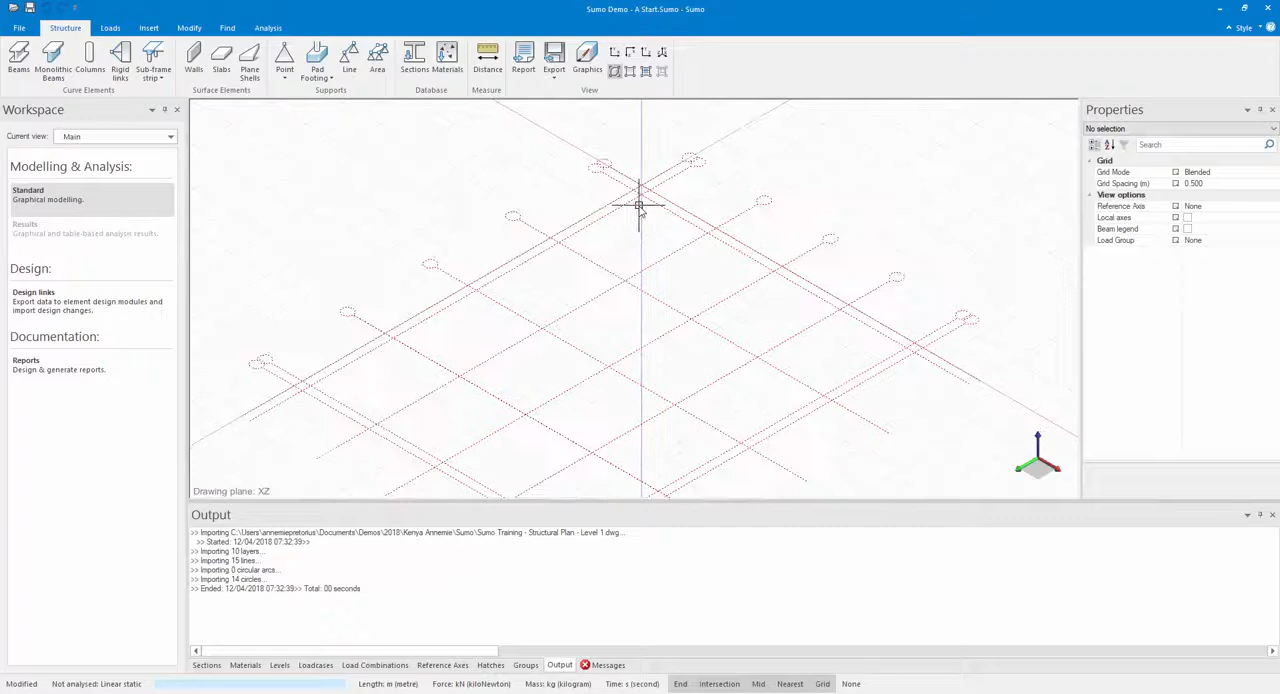 Sumo Demo - A Start.Sumo - Sumo
File Structure Loads Insert Modify Find Analysis Style
Beams Monolithic Beams Columns Rigid links Sub-frame strip Walls Slabs Plane Shells Point Pad Footing Line Area Sections Materials Distance Report Export Graphics
Curve Elements Surface Elements Supports Database Measure View
Workspace
Current view: Main
Modelling & Analysis:
Standard
Graphical modelling.
Results
Graphical and table-based analysis results.
Design:
Design links
Export data to element design modules and
import design changes.
Documentation:
Reports
Design & generate reports.
Drawing plane: XZ
Properties
No selection
Search...
Grid
Grid Mode Blended
Grid Spacing (m) 0.500
View options
Reference Axis None
Local axes
Beam legend
Load Group None
Output
>> Importing C:\Users\annemiepretorius\Documents\Demos\2018\Kenya Annemie\Sumo\Sumo Training - Structural Plan - Level 1.dwg...
>> Started: 12/04/2018 07:32:39>>
>> Importing 10 layers...
>> Importing 15 lines...
>> Importing 0 circular arcs...
>> Importing 14 circles...
>> Ended: 12/04/2018 07:32:39>> Total: 00 seconds
Sections Materials Levels Loadcases Load Combinations Reference Axes Hatches Groups Output Messages
Modified Not analysed: Linear static Length: m (metre) Force: kN (kiloNewton) Mass: kg (kilogram) Time: s (second) End Intersection Mid Nearest Grid None